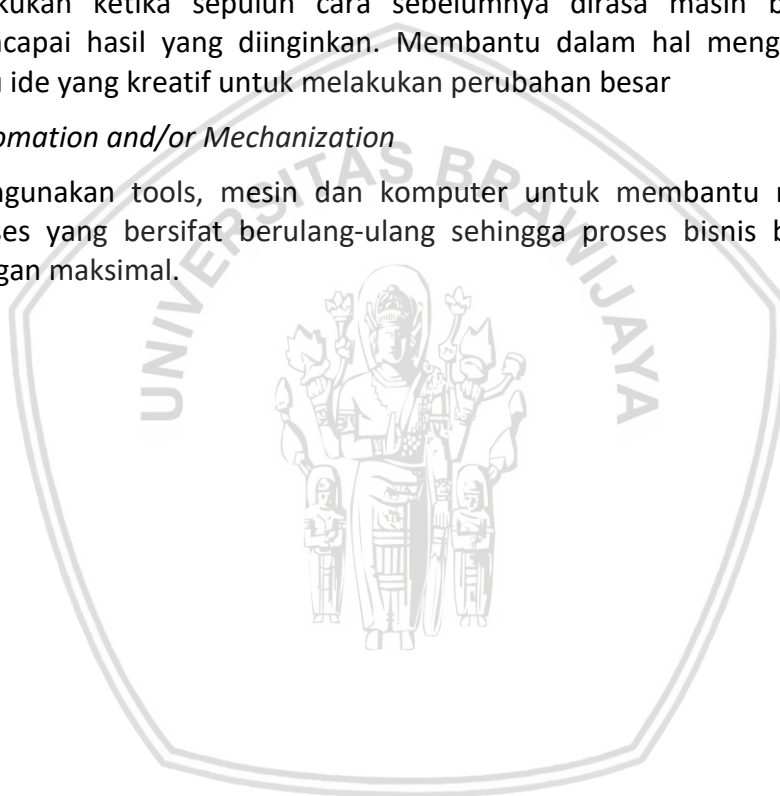 kukan ketika sepuluh cara sebelumnya dirasa masih b
ncapai hasil yang diinginkan. Membantu dalam hal meng
u ide yang kreatif untuk melakukan perubahan besar
omation and/or Mechanization
ngunakan tools, mesin dan komputer untuk membantu
ses yang bersifat berulang-ulang sehingga proses bisnis b
gan maksimal.
UNIVERSITAS BRAWIJAYA